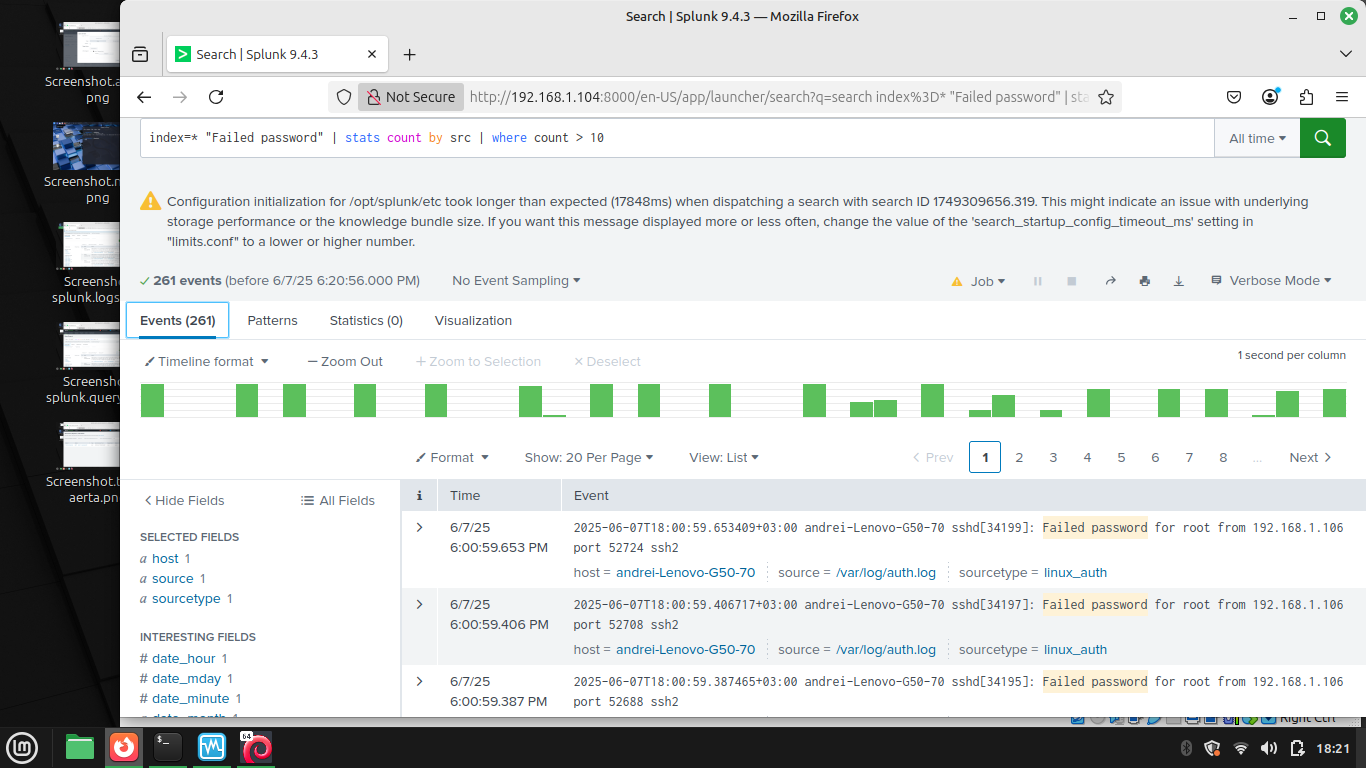 Search | Splunk 9.4.3 — Mozilla Firefox
Search | Splunk 9.4.3
Not Secure
http://192.168.1.104:8000/en-US/app/launcher/search?q=search index%3D* "Failed password" | sta
index=* "Failed password" | stats count by src | where count > 10
All time
Configuration initialization for /opt/splunk/etc took longer than expected (17848ms) when dispatching a search with search ID 1749309656.319. This might indicate an issue with underlying
storage performance or the knowledge bundle size. If you want this message displayed more or less often, change the value of the 'search_startup_config_timeout_ms' setting in
"limits.conf" to a lower or higher number.
261 events (before 6/7/25 6:20:56.000 PM)
No Event Sampling
Job
Verbose Mode
Events (261)
Patterns
Statistics (0)
Visualization
Timeline format
Zoom Out
Zoom to Selection
Deselect
1 second per column
Format
Show: 20 Per Page
View: List
Prev
1 2 3 4 5 6 7 8 ... Next
Hide Fields
All Fields
SELECTED FIELDS
a host 1
a source 1
a sourcetype 1
INTERESTING FIELDS
# date_hour 1
# date_mday 1
# date_minute 1
date_month 1
i Time Event
6/7/25
6:00:59.653 PM
2025-06-07T18:00:59.653409+03:00 andrei-Lenovo-G50-70 sshd[34199]: Failed password for root from 192.168.1.106
port 52724 ssh2
host = andrei-Lenovo-G50-70 source = /var/log/auth.log sourcetype = linux_auth
6/7/25
6:00:59.406 PM
2025-06-07T18:00:59.406717+03:00 andrei-Lenovo-G50-70 sshd[34197]: Failed password for root from 192.168.1.106
port 52708 ssh2
host = andrei-Lenovo-G50-70 source = /var/log/auth.log sourcetype = linux_auth
6/7/25
6:00:59.387 PM
2025-06-07T18:00:59.387465+03:00 andrei-Lenovo-G50-70 sshd[34195]: Failed password for root from 192.168.1.106
port 52688 ssh2
Screenshot.a
png
Screenshot.n
png
Screensh
splunk.logs
Screensh
splunk.query
Screenshot.t
aerta.pn
Right Ctrl
64
18:21